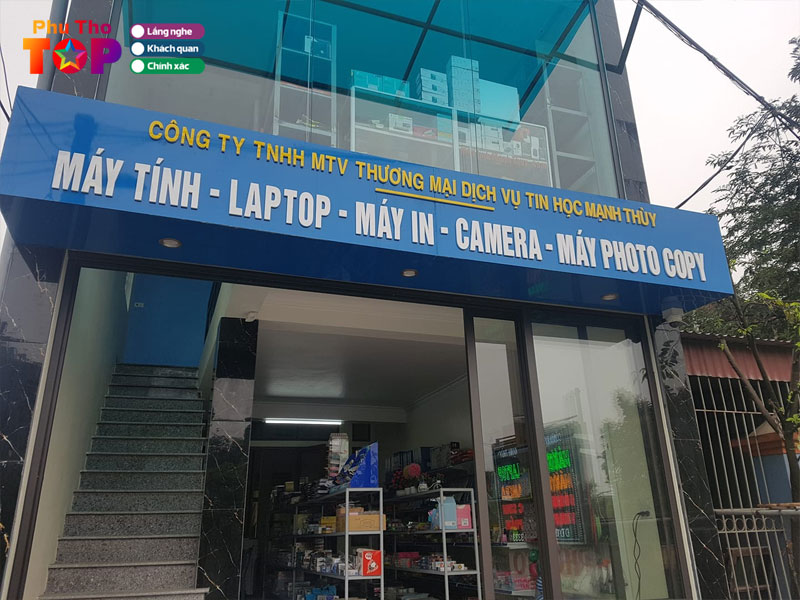 Phu Tho
TOP
Lắng nghe
Khách quan
Chính xác
CÔNG TY TNHH MTV THƯƠNG MẠI DỊCH VỤ TIN HỌC MẠNH THỦY
MÁY TÍNH - LAPTOP - MÁY IN - CAMERA - MÁY PHOTO COPY